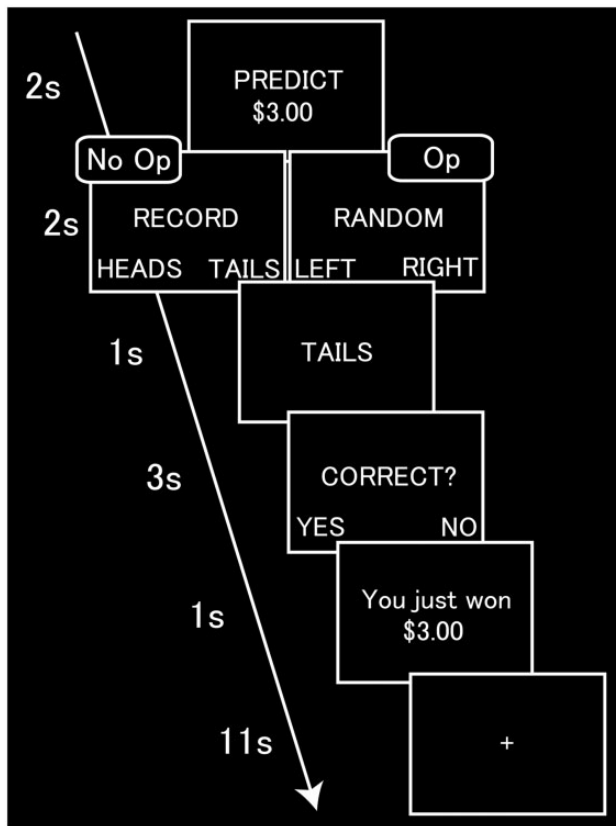 2s
PREDICT
$3.00
No Op
Op
2s
RECORD
HEADS TAILS
RANDOM
LEFT RIGHT
1s
TAILS
3s
CORRECT?
YES NO
1s
You just won
$3.00
11s
+